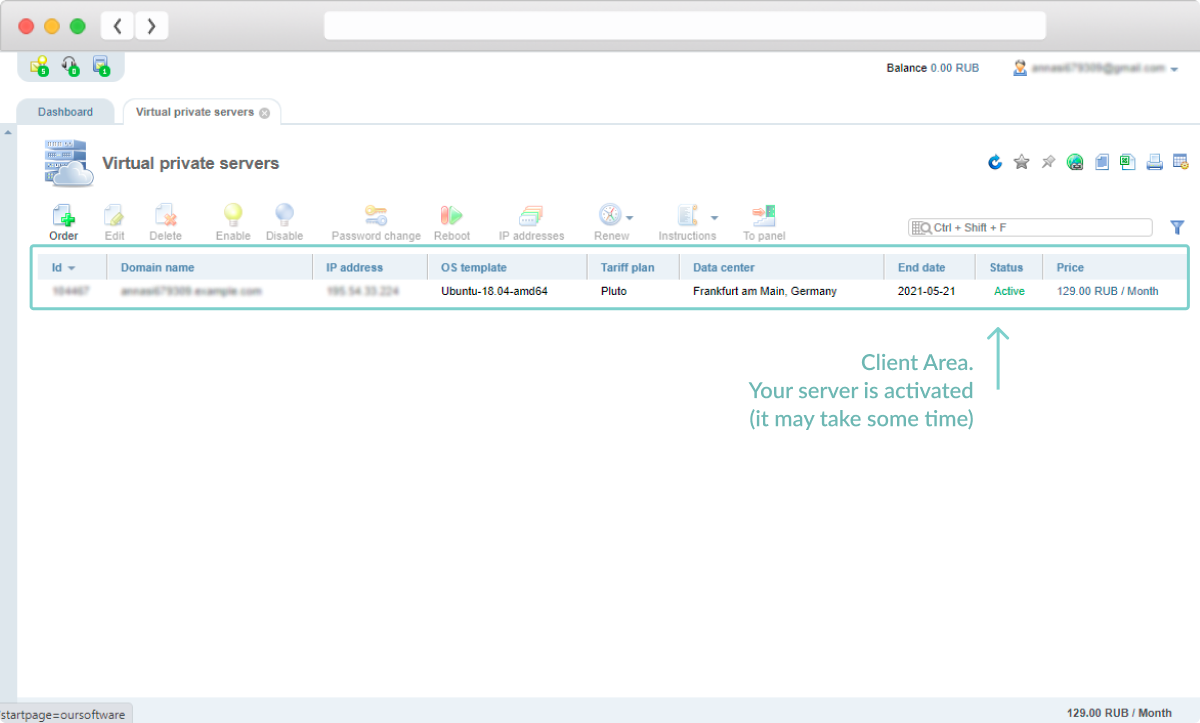 5 0 1
Balance 0.00 RUB
Dashboard Virtual private servers
Virtual private servers
Order Edit Delete Enable Disable Password change Reboot IP addresses Renew Instructions To panel
Ctrl + Shift + F
Id Domain name IP address OS template Tariff plan Data center End date Status Price
Ubuntu-18.04-amd64 Pluto Frankfurt am Main, Germany 2021-05-21 Active 129.00 RUB / Month
Client Area.
Your server is activated
(it may take some time)
129.00 RUB / Month
startpage=oursoftware